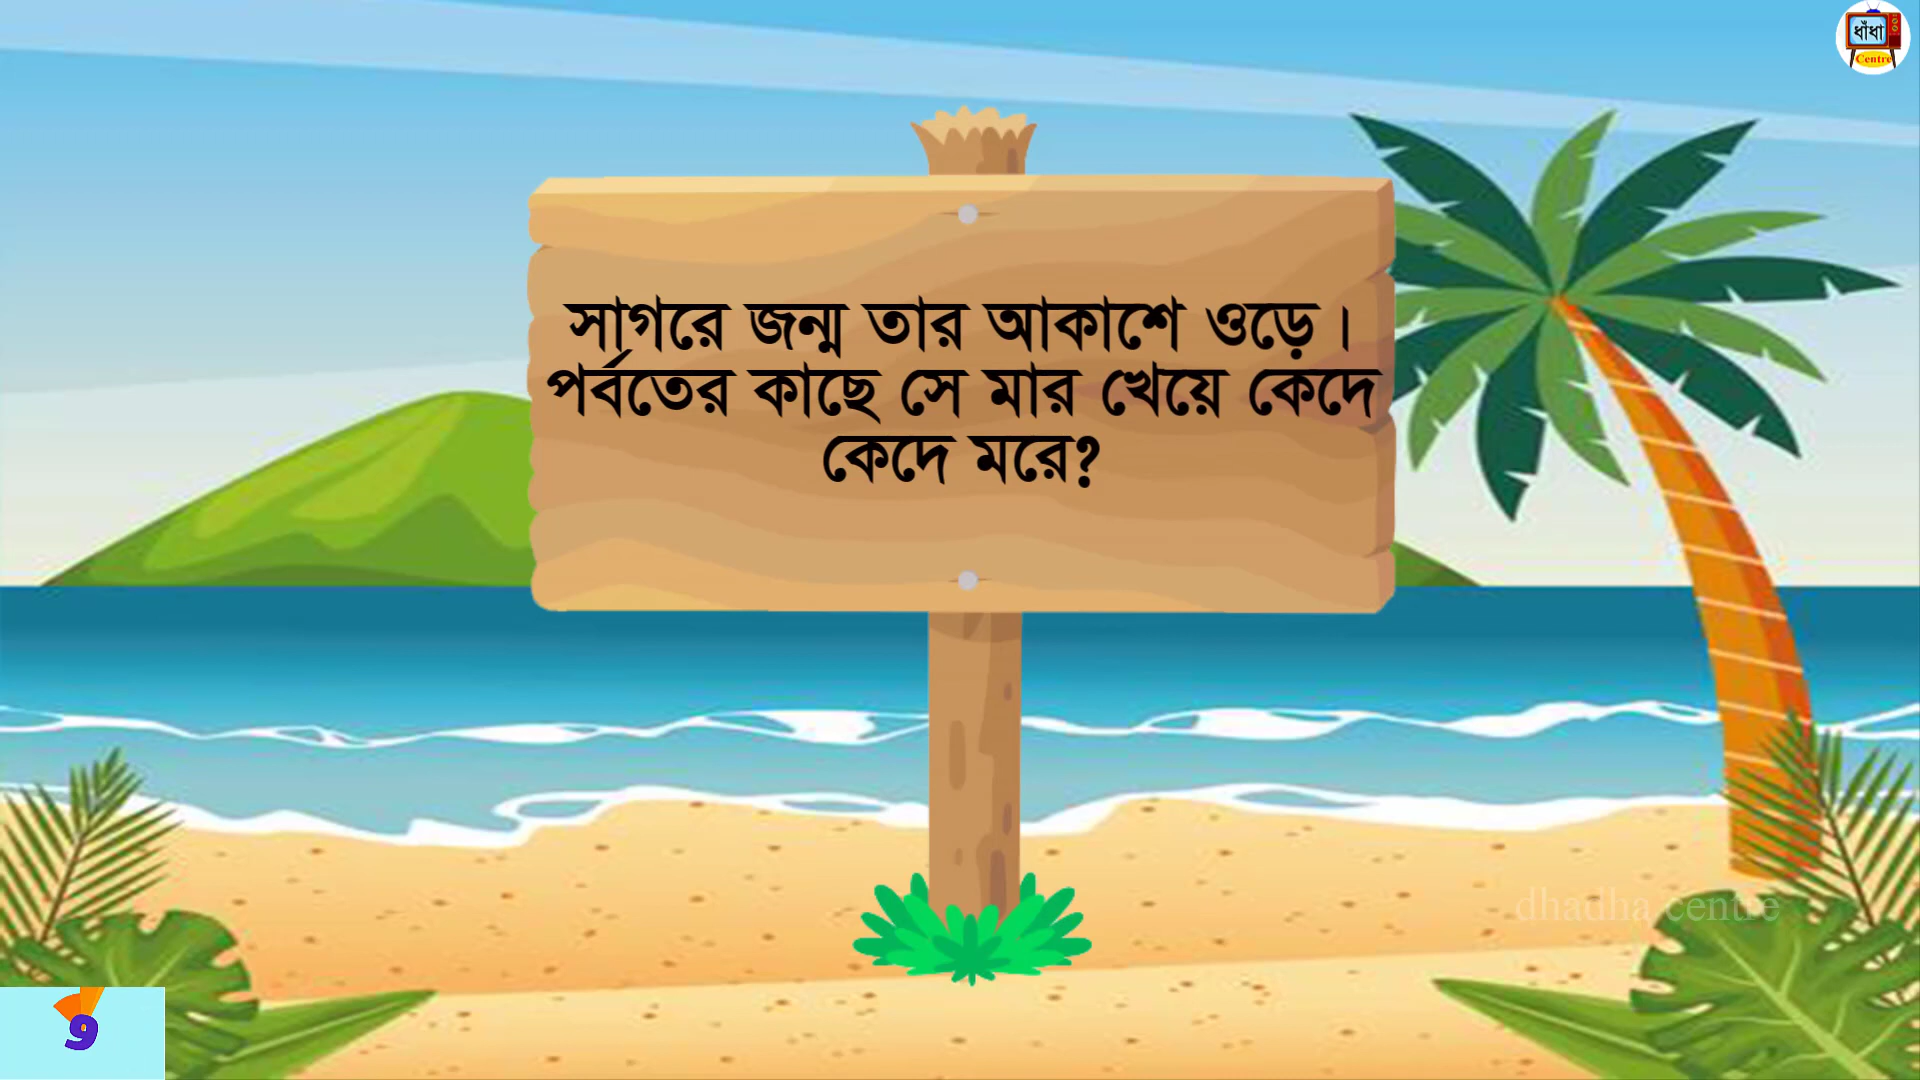 ধাঁধা
Centre
সাগরে জন্ম তার আকাশে ওড়ে।
পর্বতের কাছে সে মার খেয়ে কেদে
কেদে মরে?
dhadha centre
9